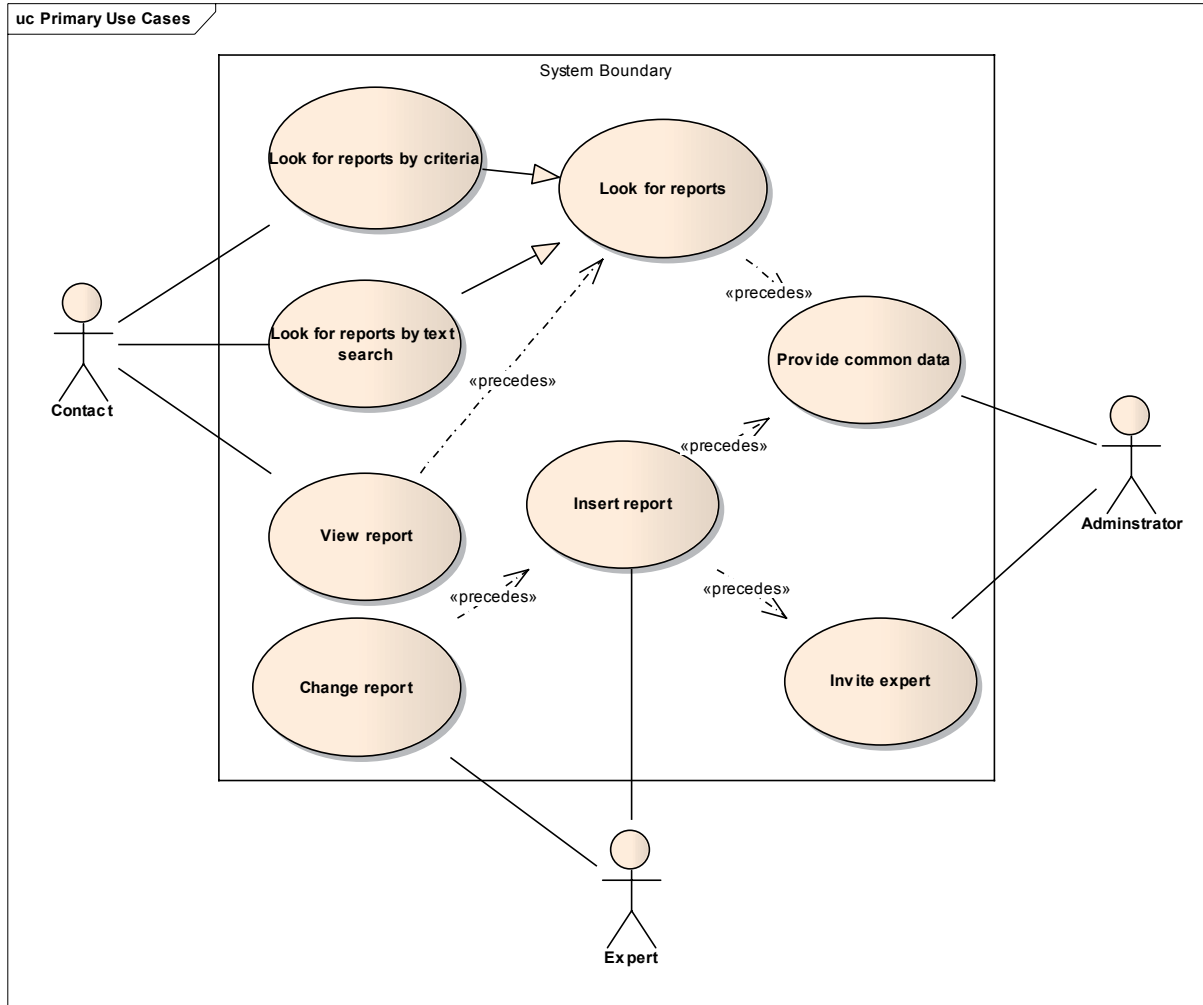 uc Primary Use Cases
System Boundary
Look for reports by criteria
Look for reports
«precedes»
Look for reports by text
search
Provide common data
«precedes»
Contact
«precedes»
Insert report
Adminstrator
View report
«precedes»
«precedes»
Change report
Invite expert
Expert